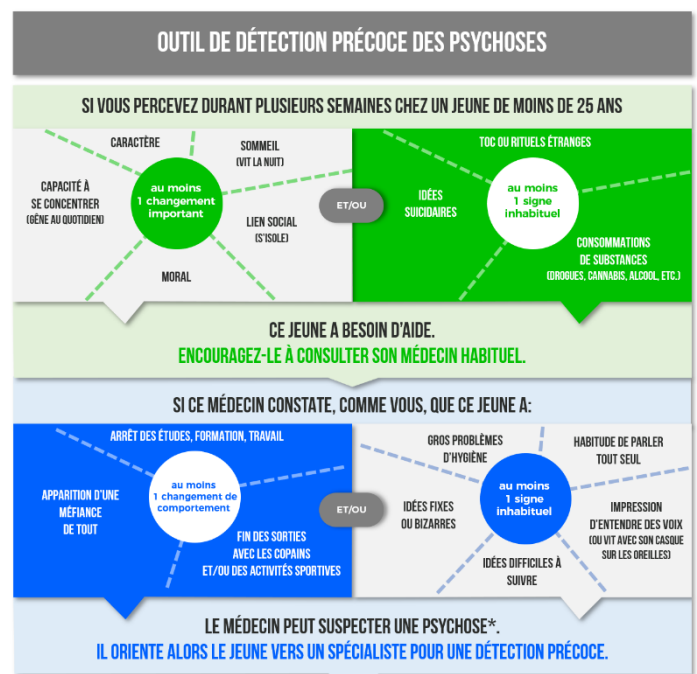 OUTIL DE DÉTECTION PRÉCOCE DES PSYCHOSES
SI VOUS PERCEVEZ DURANT PLUSIEURS SEMAINES CHEZ UN JEUNE DE MOINS DE 25 ANS
CARACTÈRE
SOMMEIL
(VIT LA NUIT)
CAPACITÉ À
SE CONCENTRER
(GÊNE AU QUOTIDIEN)
au moins
1 changement
important
LIEN SOCIAL
(S'ISOLE)
MORAL
ET/OU
TOC OU RITUELS ÉTRANGES
IDÉES
SUICIDAIRES
au moins
1 signe
inhabituel
CONSOMMATIONS
DE SUBSTANCES
(DROGUES, CANNABIS, ALCOOL, ETC.)
CE JEUNE A BESOIN D'AIDE.
ENCOURAGEZ-LE À CONSULTER SON MÉDECIN HABITUEL.
SI CE MÉDECIN CONSTATE, COMME VOUS, QUE CE JEUNE A:
ARRÊT DES ÉTUDES, FORMATION, TRAVAIL
APPARITION D'UNE
MÉFIANCE
DE TOUT
au moins
1 changement de
comportement
FIN DES SORTIES
AVEC LES COPAINS
ET/OU DES ACTIVITÉS SPORTIVES
ET/OU
GROS PROBLÈMES
D'HYGIÈNE
HABITUDE DE PARLER
TOUT SEUL
IDÉES FIXES
OU BIZARRES
au moins
1 signe
inhabituel
IMPRESSION
D'ENTENDRE DES VOIX
(OU VIT AVEC SON CASQUE
SUR LES OREILLES)
IDÉES DIFFICILES À
SUIVRE
LE MÉDECIN PEUT SUSPECTER UNE PSYCHOSE*.
IL ORIENTE ALORS LE JEUNE VERS UN SPÉCIALISTE POUR UNE DÉTECTION PRÉCOCE.